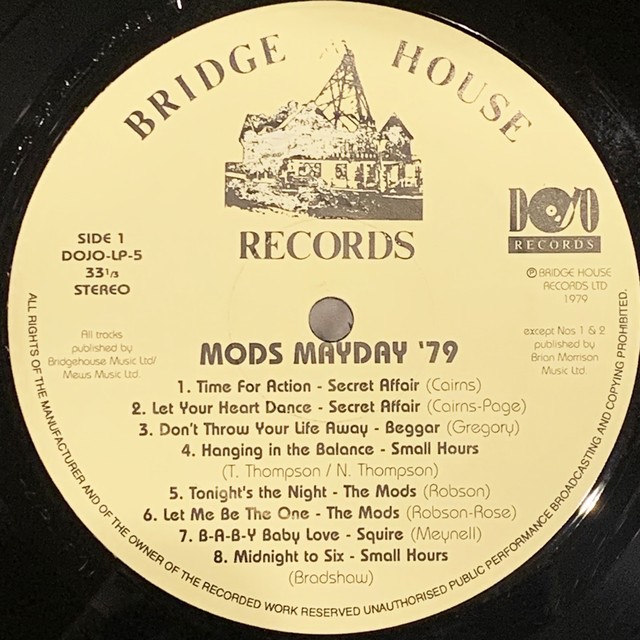 BRIDGE HOUSE
RECORDS
DOJO
RECORDS
SIDE 1
DOJO-LP-5
33 1/3
STEREO
℗ BRIDGE HOUSE
RECORDS LTD
1979
All tracks
published by
Bridgehouse Music Ltd/
Mews Music Ltd.
except Nos 1 & 2
published by
Brian Morrison
Music Ltd.
MODS MAYDAY '79
1. Time For Action - Secret Affair (Cairns)
2. Let Your Heart Dance - Secret Affair (Cairns-Page)
3. Don't Throw Your Life Away - Beggar (Gregory)
4. Hanging in the Balance - Small Hours
(T. Thompson / N. Thompson)
5. Tonight's the Night - The Mods (Robson)
6. Let Me Be The One - The Mods (Robson-Rose)
7. B-A-B-Y Baby Love - Squire (Meynell)
8. Midnight to Six - Small Hours
(Bradshaw)
ALL RIGHTS OF THE MANUFACTURER AND OF THE OWNER OF THE RECORDED WORK RESERVED UNAUTHORISED PUBLIC PERFORMANCE BROADCASTING AND COPYING PROHIBITED.